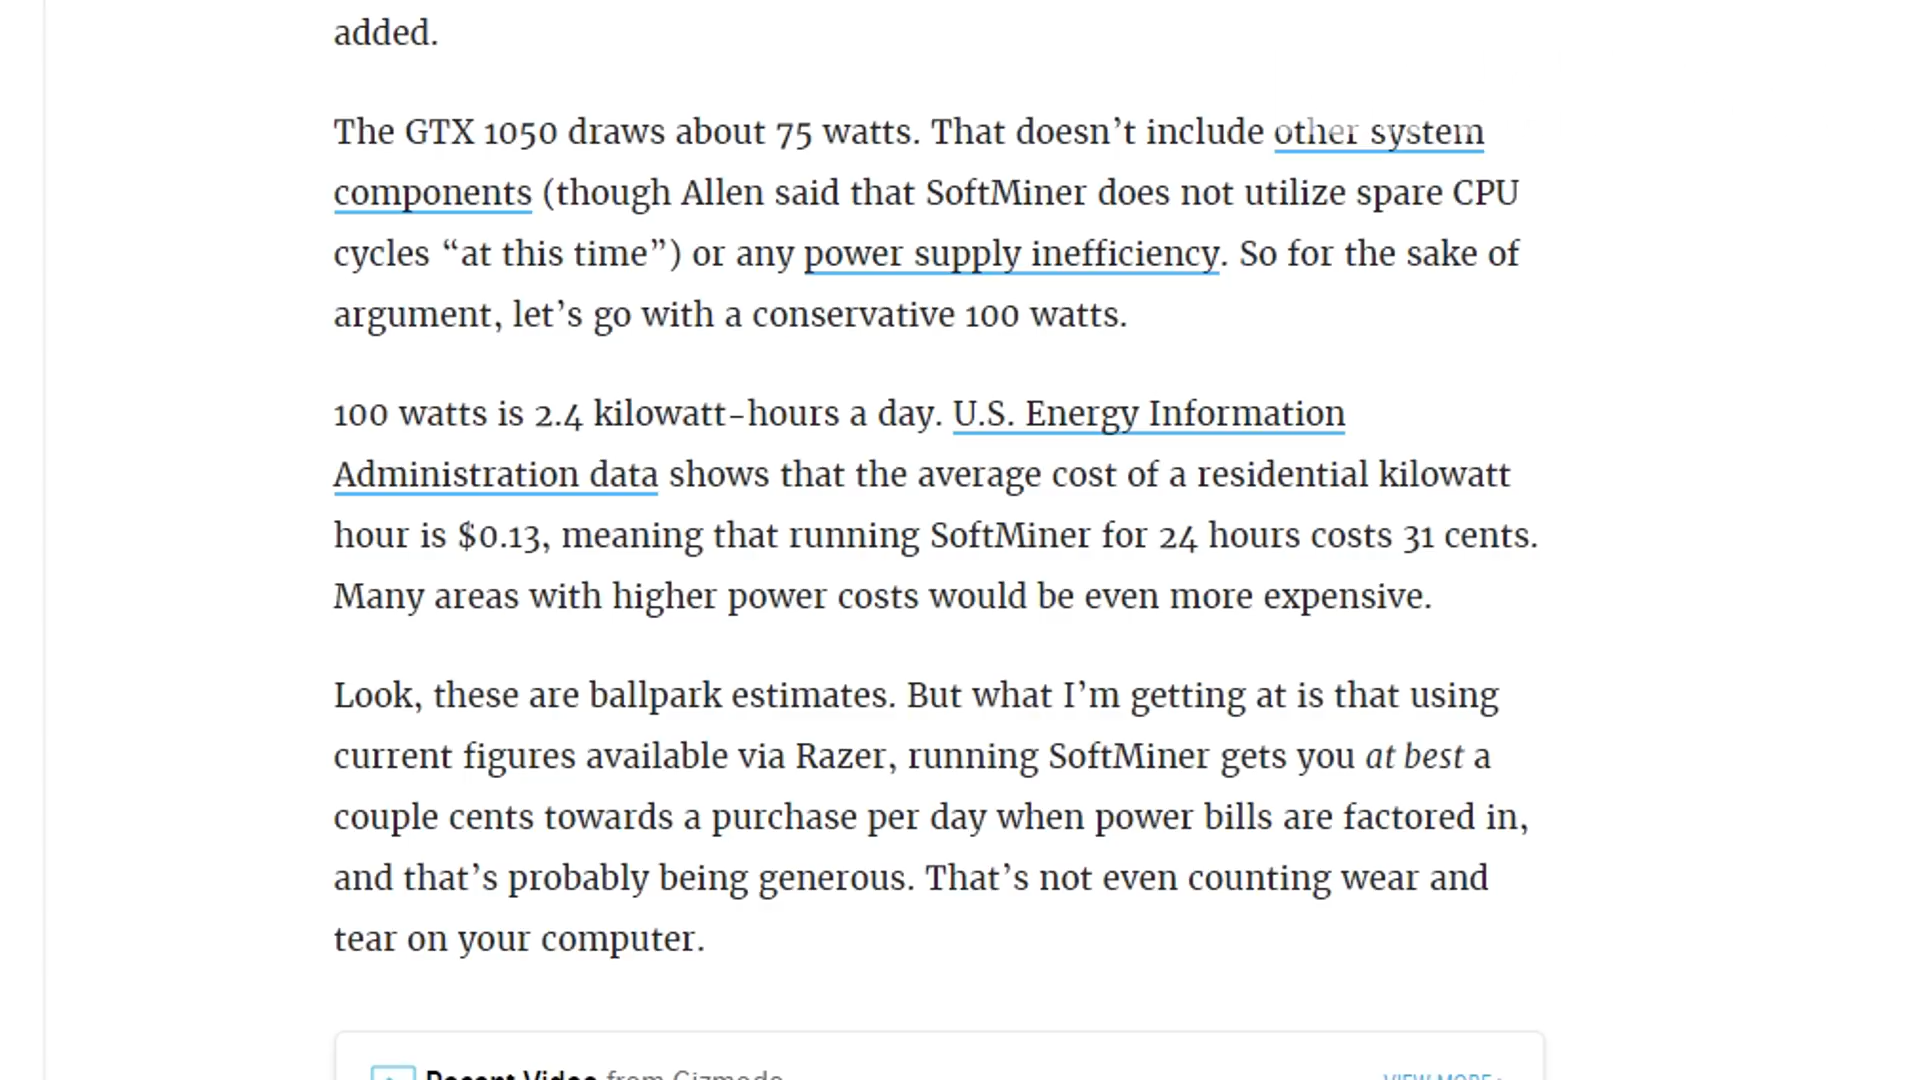 added.
The GTX 1050 draws about 75 watts. That doesn’t include other system
components (though Allen said that SoftMiner does not utilize spare CPU
cycles “at this time”) or any power supply inefficiency. So for the sake of
argument, let’s go with a conservative 100 watts.
100 watts is 2.4 kilowatt-hours a day. U.S. Energy Information
Administration data shows that the average cost of a residential kilowatt
hour is $0.13, meaning that running SoftMiner for 24 hours costs 31 cents.
Many areas with higher power costs would be even more expensive.
Look, these are ballpark estimates. But what I’m getting at is that using
current figures available via Razer, running SoftMiner gets you at best a
couple cents towards a purchase per day when power bills are factored in,
and that’s probably being generous. That’s not even counting wear and
tear on your computer.
Recent Video from Gizmodo
VIEW MORE ›